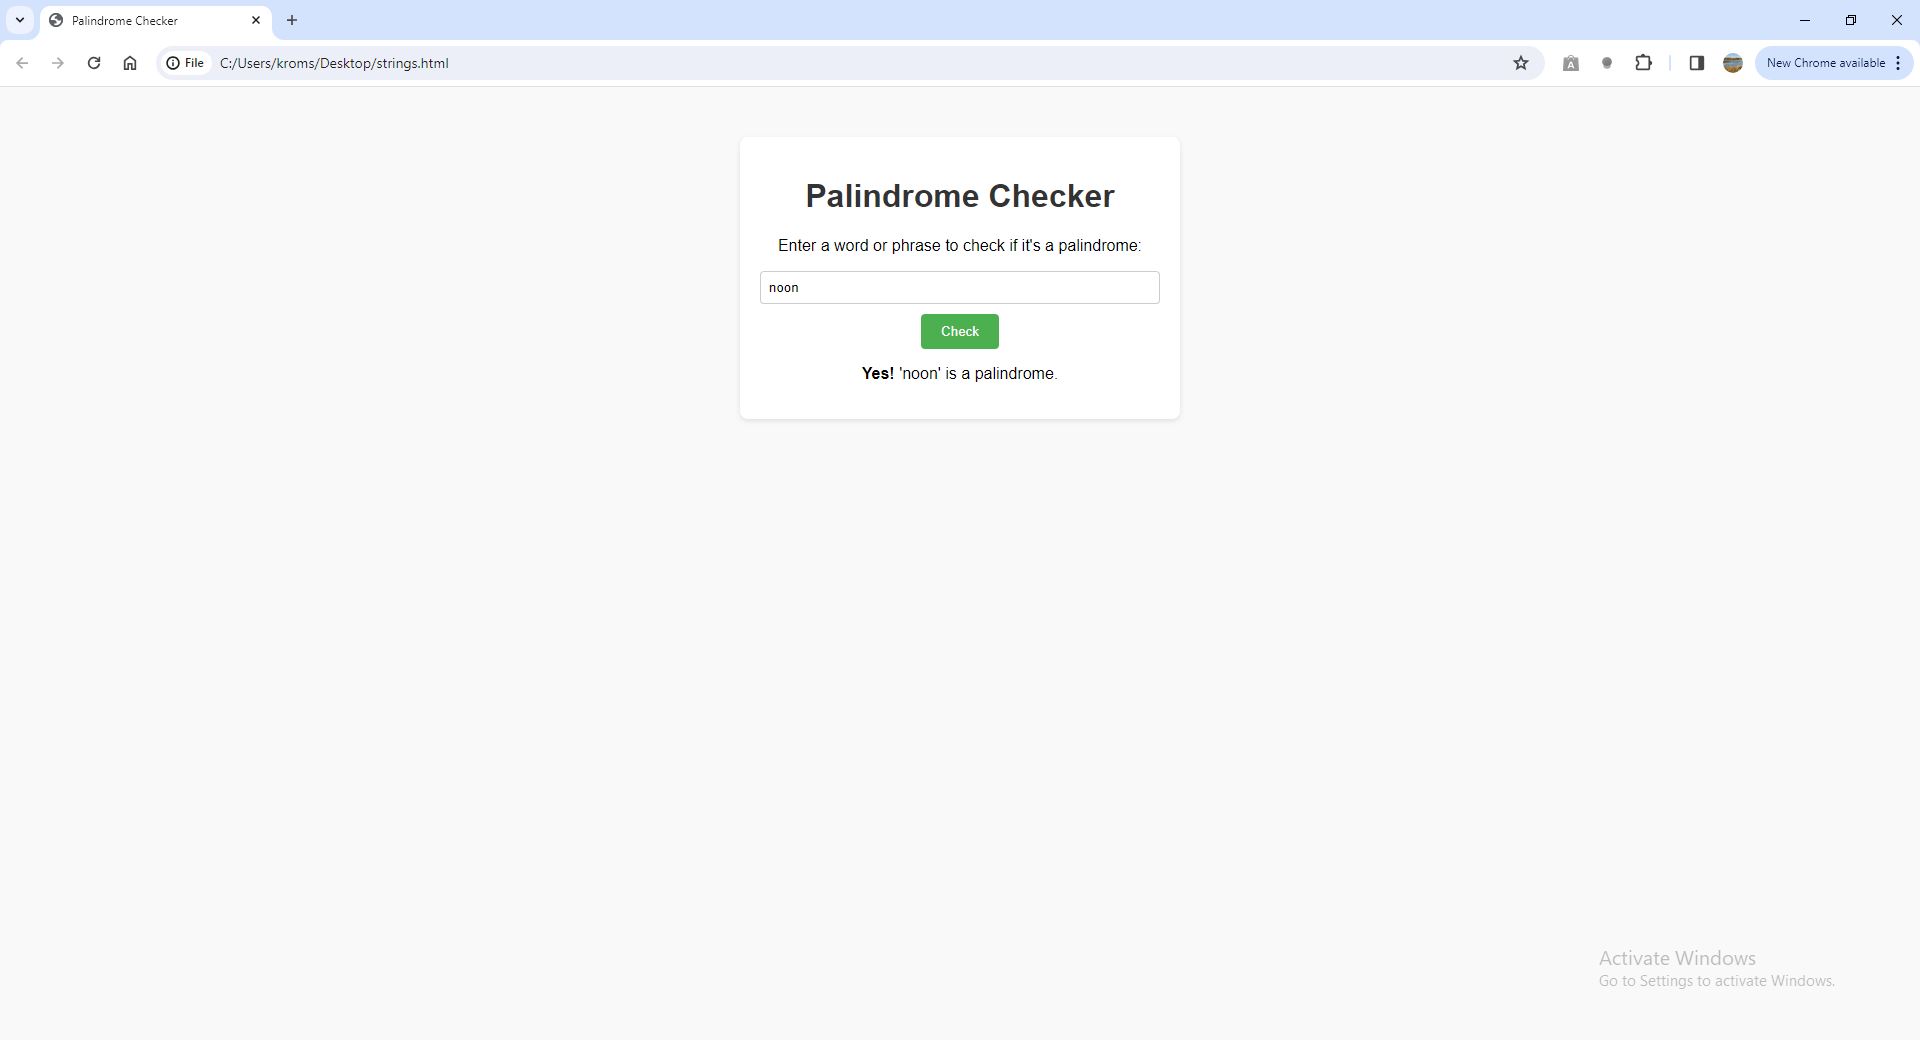 Palindrome Checker
File
C:/Users/kroms/Desktop/strings.html
New Chrome available
Palindrome Checker
Enter a word or phrase to check if it's a palindrome:
noon
Check
Yes! 'noon' is a palindrome.
Activate Windows
Go to Settings to activate Windows.